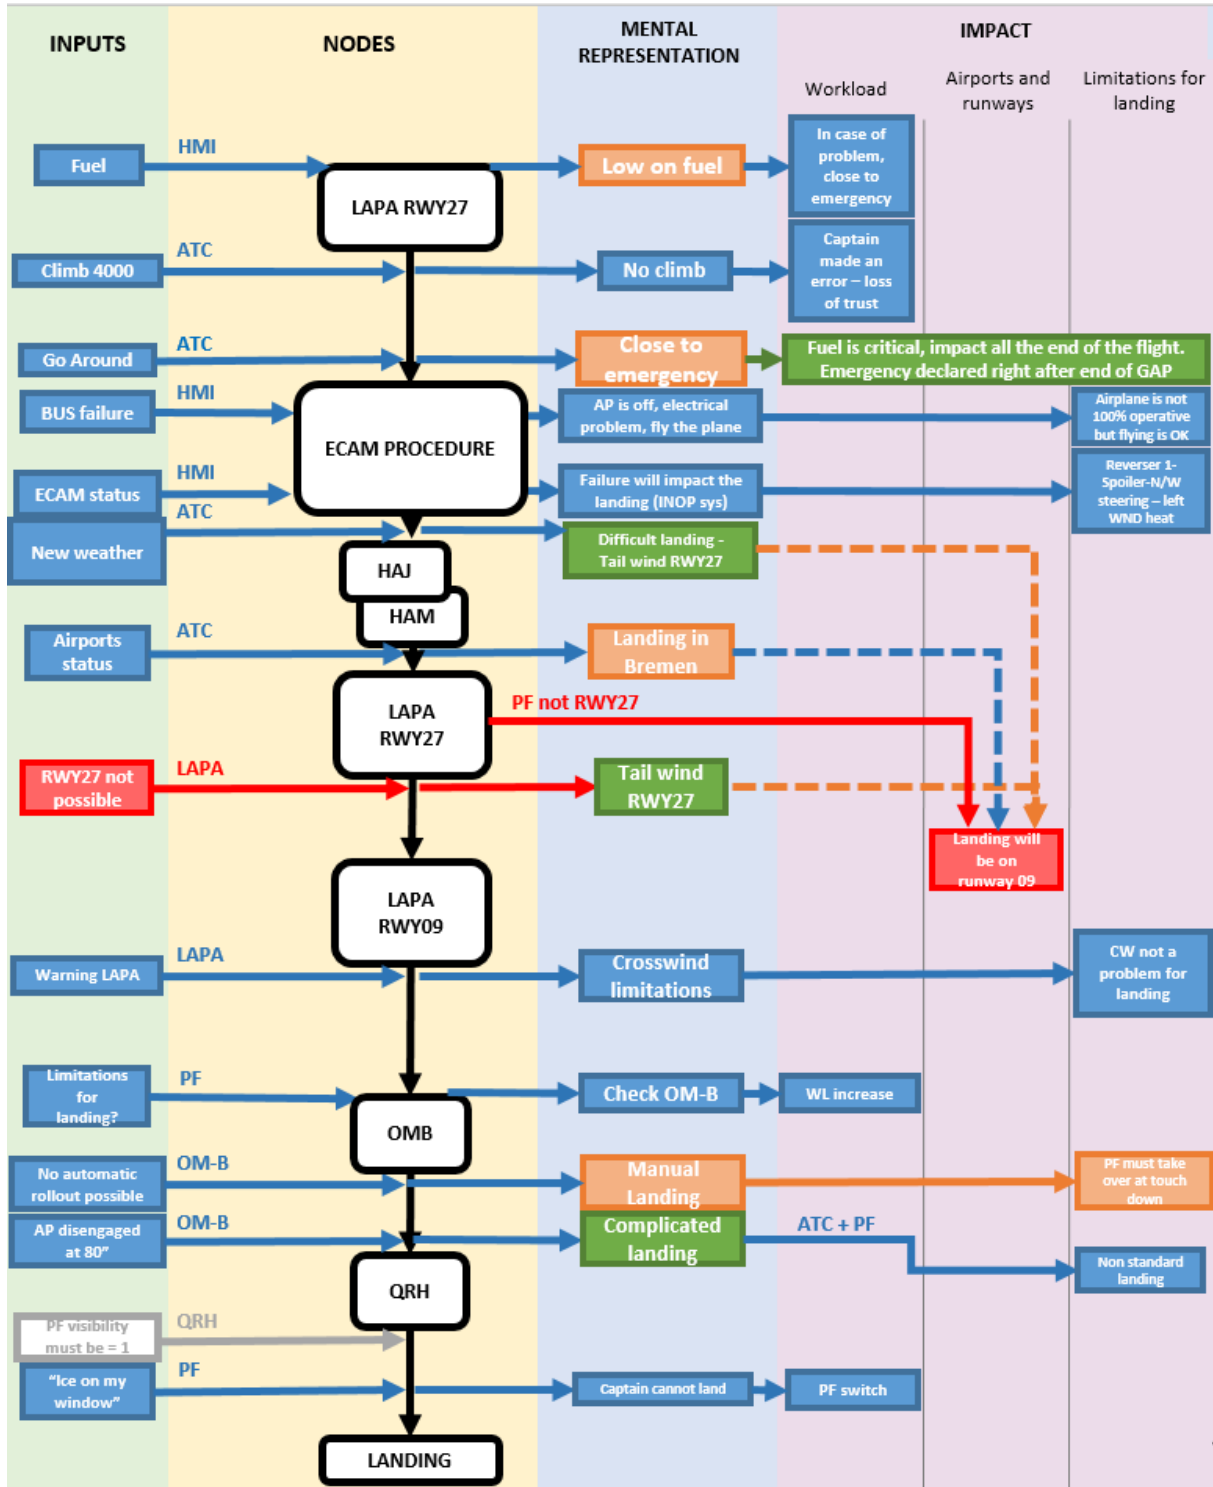 INPUTS
NODES
MENTAL
REPRESENTATION
IMPACT
Workload
Airports and
runways
Limitations for
landing
Fuel
HMI
LAPA RWY27
Low on fuel
In case of
problem,
close to
emergency
Climb 4000
ATC
No climb
Captain
made an
error – loss
of trust
Go Around
ATC
Close to
emergency
Fuel is critical, impact all the end of the flight.
Emergency declared right after end of GAP
BUS failure
HMI
ECAM PROCEDURE
AP is off, electrical
problem, fly the plane
Airplane is not
100% operative
but flying is OK
ECAM status
HMI
Failure will impact the
landing (INOP sys)
Reverser 1-
Spoiler-N/W
steering – left
WND heat
New weather
ATC
Difficult landing -
Tail wind RWY27
HAJ
HAM
Airports
status
ATC
Landing in
Bremen
LAPA
RWY27
PF not RWY27
RWY27 not
possible
LAPA
Tail wind
RWY27
Landing will
be on
runway 09
LAPA
RWY09
Warning LAPA
LAPA
Crosswind
limitations
CW not a
problem for
landing
Limitations
for
landing?
PF
Check OM-B
WL increase
OMB
No automatic
rollout possible
OM-B
Manual
Landing
PF must take
over at touch
down
AP disengaged
at 80”
OM-B
Complicated
landing
ATC + PF
Non standard
landing
QRH
PF visibility
must be = 1
QRH
“Ice on my
window”
PF
Captain cannot land
PF switch
LANDING